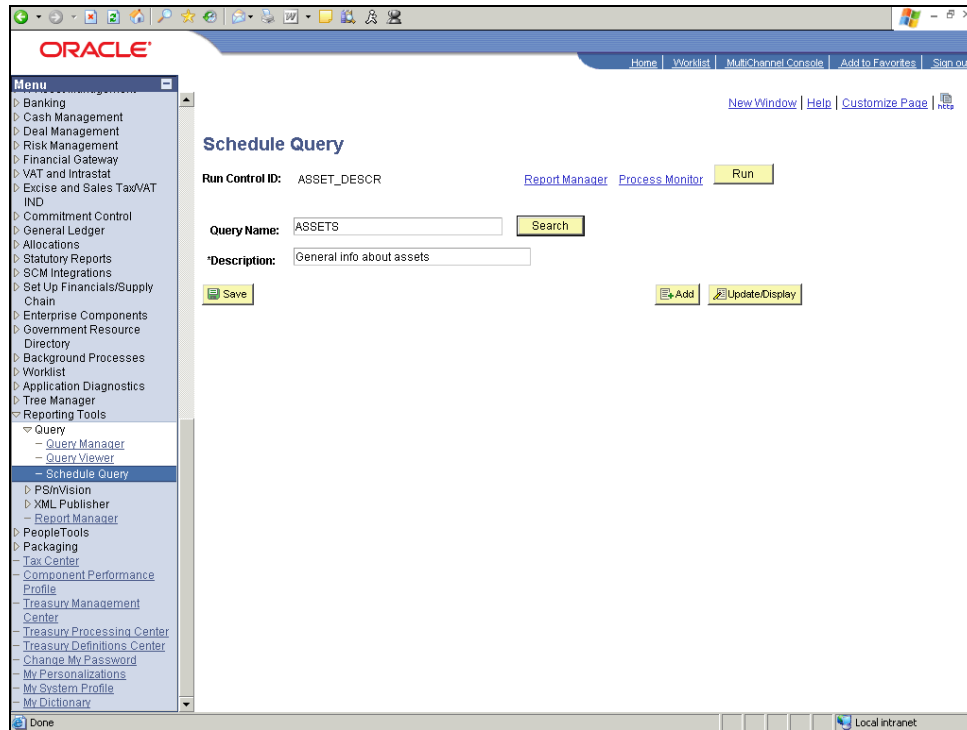 ORACLE
Home | Worklist | MultiChannel Console | Add to Favorites | Sign ou
Menu
Banking
Cash Management
Deal Management
Risk Management
Financial Gateway
VAT and Intrastat
Excise and Sales Tax/VAT
IND
Commitment Control
General Ledger
Allocations
Statutory Reports
SCM Integrations
Set Up Financials/Supply
Chain
Enterprise Components
Government Resource
Directory
Background Processes
Worklist
Application Diagnostics
Tree Manager
Reporting Tools
Query
Query Manager
Query Viewer
Schedule Query
PS/nVision
XML Publisher
Report Manager
PeopleTools
Packaging
Tax Center
Component Performance
Profile
Treasury Management
Center
Treasury Processing Center
Treasury Definitions Center
Change My Password
My Personalizations
My System Profile
My Dictionary
New Window | Help | Customize Page | http
Schedule Query
Run Control ID: ASSET_DESCR Report Manager Process Monitor Run
Query Name: ASSETS Search
*Description: General info about assets
Save Add Update/Display
Done Local intranet